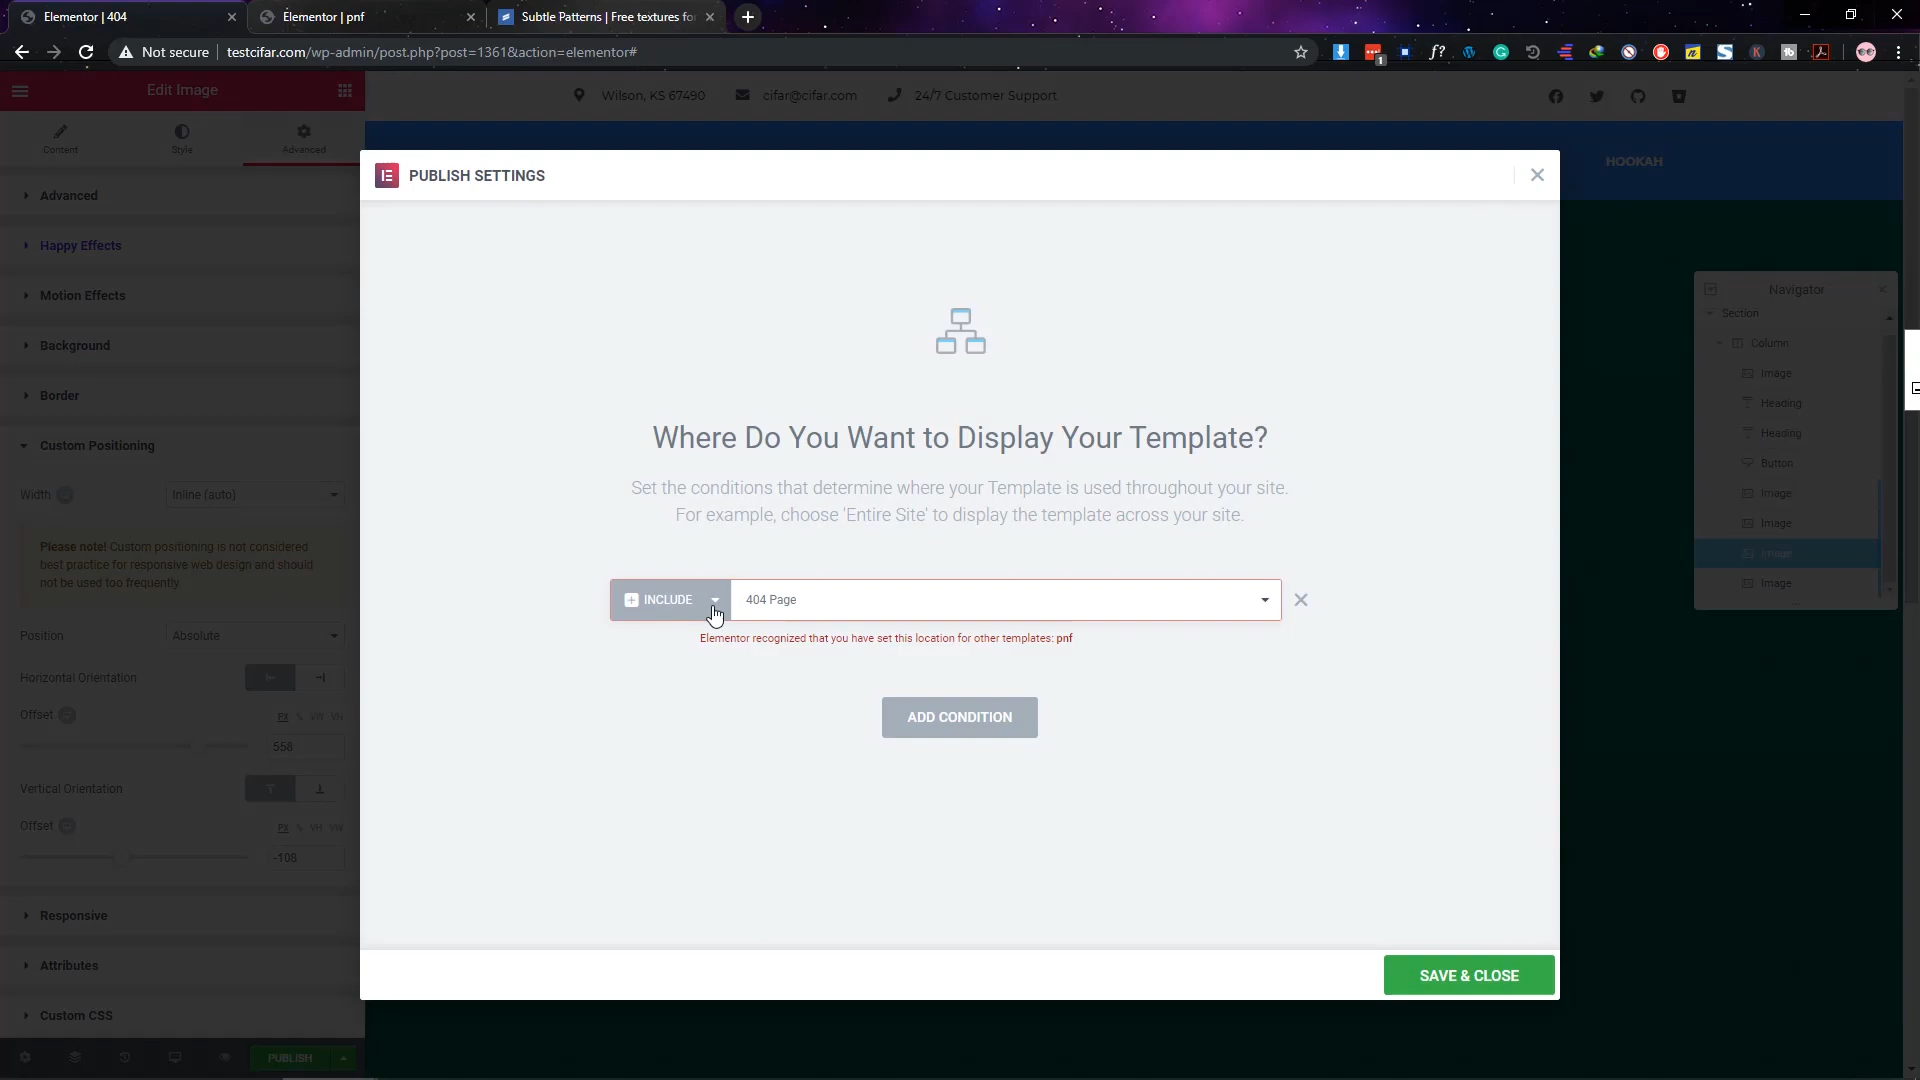 Elementor | 404
Elementor | pnf
Subtle Patterns | Free textures for
Not secure
testcifar.com/wp-admin/post.php?post=1361&action=elementor#
Edit Image
Wilson, KS 67490
cifar@cifar.com
24/7 Customer Support
Content
Style
Advanced
HOOKAH
PUBLISH SETTINGS
Advanced
Happy Effects
Motion Effects
Background
Border
Custom Positioning
Width
Inline (auto)
Please note! Custom positioning is not considered
best practice for responsive web design and should
not be used too frequently.
Position
Absolute
Horizontal Orientation
Offset
PX % VW VH
558
Vertical Orientation
Offset
PX % VH VW
-108
Responsive
Attributes
Custom CSS
PUBLISH
Where Do You Want to Display Your Template?
Set the conditions that determine where your Template is used throughout your site.
For example, choose 'Entire Site' to display the template across your site.
INCLUDE
404 Page
Elementor recognized that you have set this location for other templates: pnf
ADD CONDITION
SAVE & CLOSE
Navigator
Section
Column
Image
Heading
Heading
Button
Image
Image
Image
Image